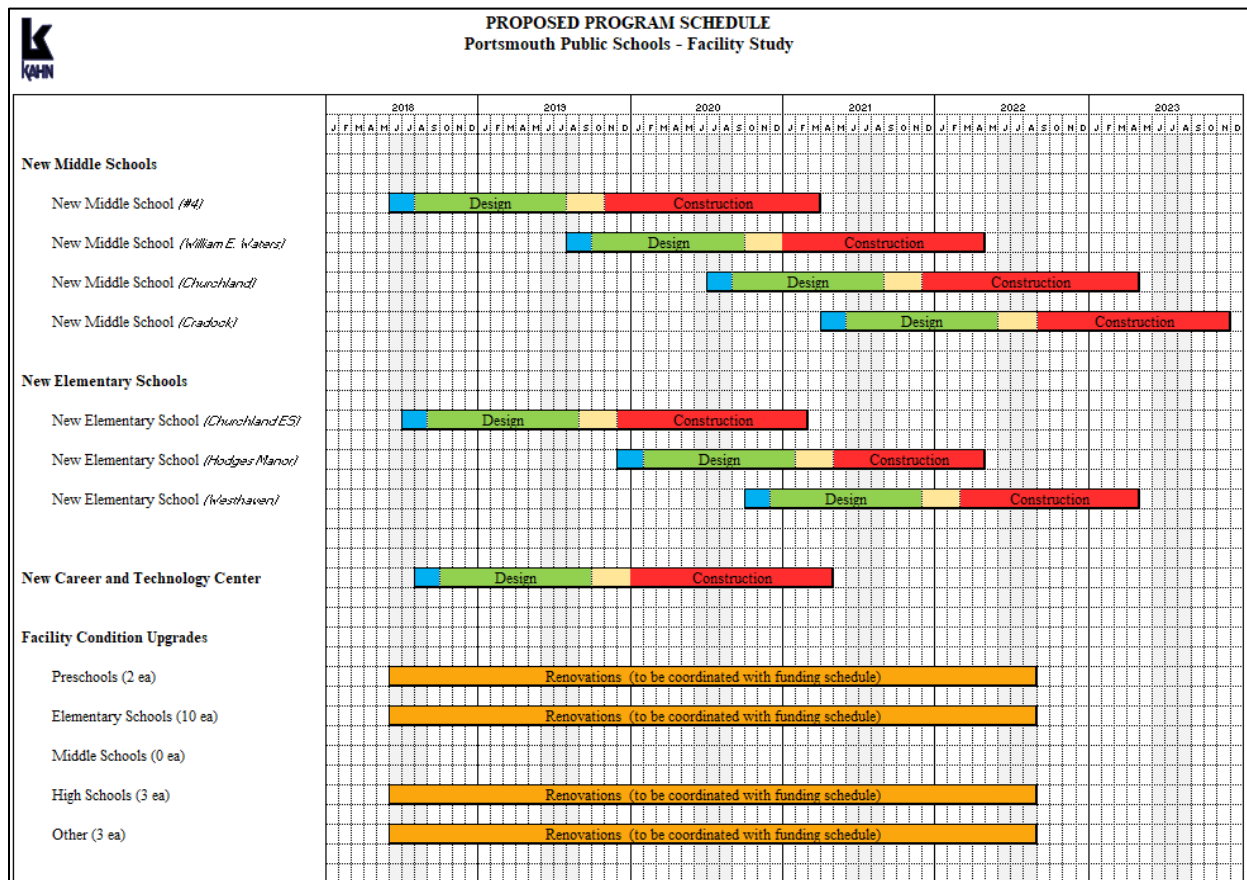 PROPOSED PROGRAM SCHEDULE
Portsmouth Public Schools - Facility Study
KAHN
2018 2019 2020 2021 2022 2023
J F M A M J J A S O N D J F M A M J J A S O N D J F M A M J J A S O N D J F M A M J J A S O N D J F M A M J J A S O N D J F M A M J J A S O N D
New Middle Schools
New Middle School (#4) Design Construction
New Middle School (William E. Waters) Design Construction
New Middle School (Churchland) Design Construction
New Middle School (Cradock) Design Construction
New Elementary Schools
New Elementary School (Churchland ES) Design Construction
New Elementary School (Hodges Manor) Design Construction
New Elementary School (Westhaven) Design Construction
New Career and Technology Center Design Construction
Facility Condition Upgrades
Preschools (2 ea) Renovations (to be coordinated with funding schedule)
Elementary Schools (10 ea) Renovations (to be coordinated with funding schedule)
Middle Schools (0 ea)
High Schools (3 ea) Renovations (to be coordinated with funding schedule)
Other (3 ea) Renovations (to be coordinated with funding schedule)